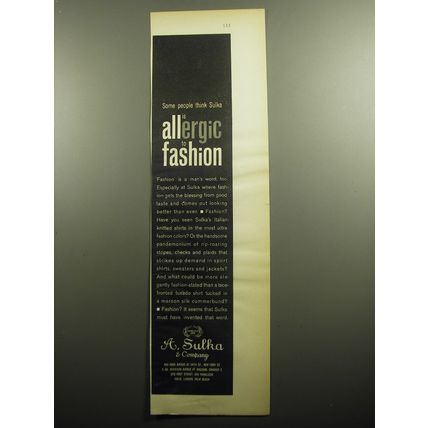 Some people think Sulka
is
allergic
to
fashion
Fashion is a man's word, too.
Especially at Sulka where fash-
ion gets the blessing from good
taste and comes out looking
better than ever. ■ Fashion?
Have you seen Sulka's Italian
knitted shirts in the most ultra
fashion colors? Or the handsome
pandemonium of rip-roaring
stripes, checks and plaids that
strikes up demand in sport
shirts, sweaters and jackets?
And what could be more ele-
gantly fashion-slated than a lace-
fronted tuxedo shirt tucked in
a maroon silk cummerbund?
■ Fashion? It seems that Sulka
must have invented that word.
A. Sulka
& Company